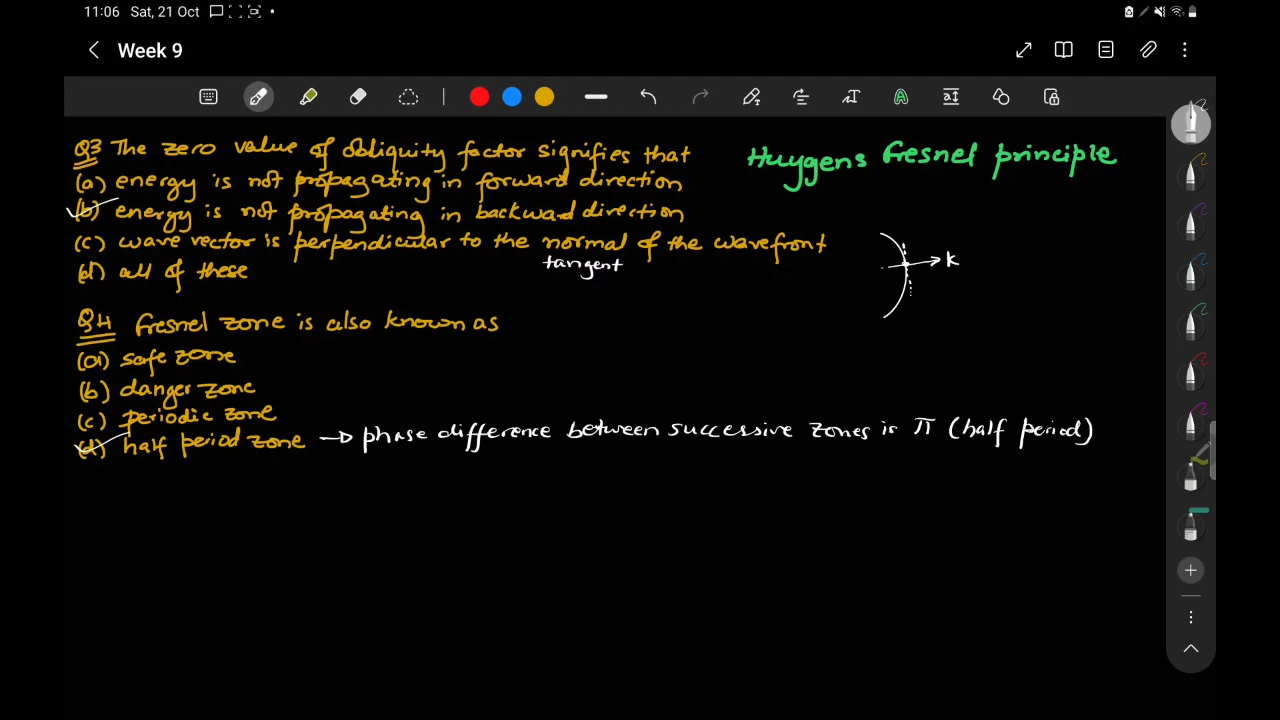 11:06 Sat, 21 Oct
Week 9
Q3 The zero value of obliquity factor signifies that
Huygens Fresnel principle
(a) energy is not propagating in forward direction
(b) energy is not propagating in backward direction
(c) wave vector is perpendicular to the normal of the wavefront
tangent
k
(d) all of these
Q4 Fresnel zone is also known as
(a) safe zone
(b) danger zone
(c) periodic zone
(d) half period zone → phase difference between successive zones is π (half period)